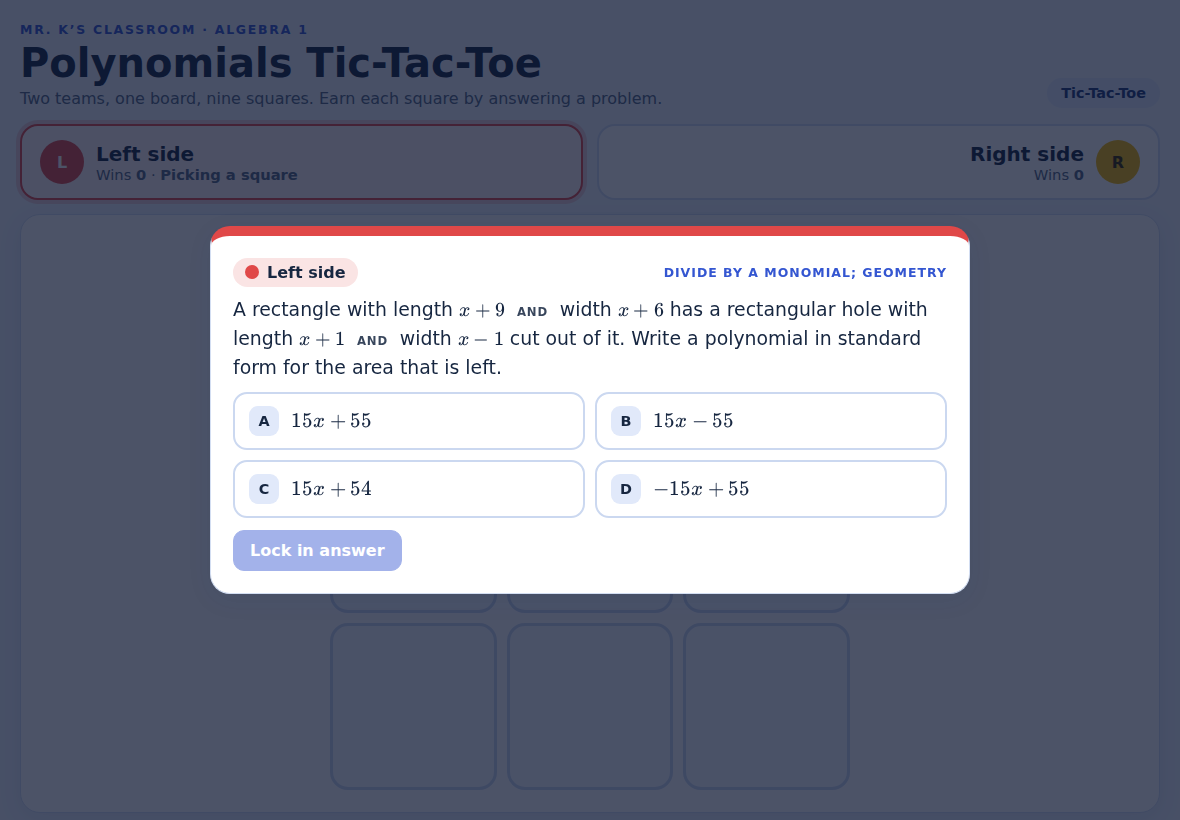 MR. K'S CLASSROOM · ALGEBRA 1
Polynomials Tic-Tac-Toe
Two teams, one board, nine squares. Earn each square by answering a problem.
Tic-Tac-Toe
L
Left side
Wins 0 · Picking a square
Right side
Wins 0
R
Left side
DIVIDE BY A MONOMIAL; GEOMETRY
A rectangle with length x + 9 AND width x + 6 has a rectangular hole with
length x + 1 AND width x − 1 cut out of it. Write a polynomial in standard
form for the area that is left.
A 15x + 55
B 15x − 55
C 15x + 54
D −15x + 55
Lock in answer